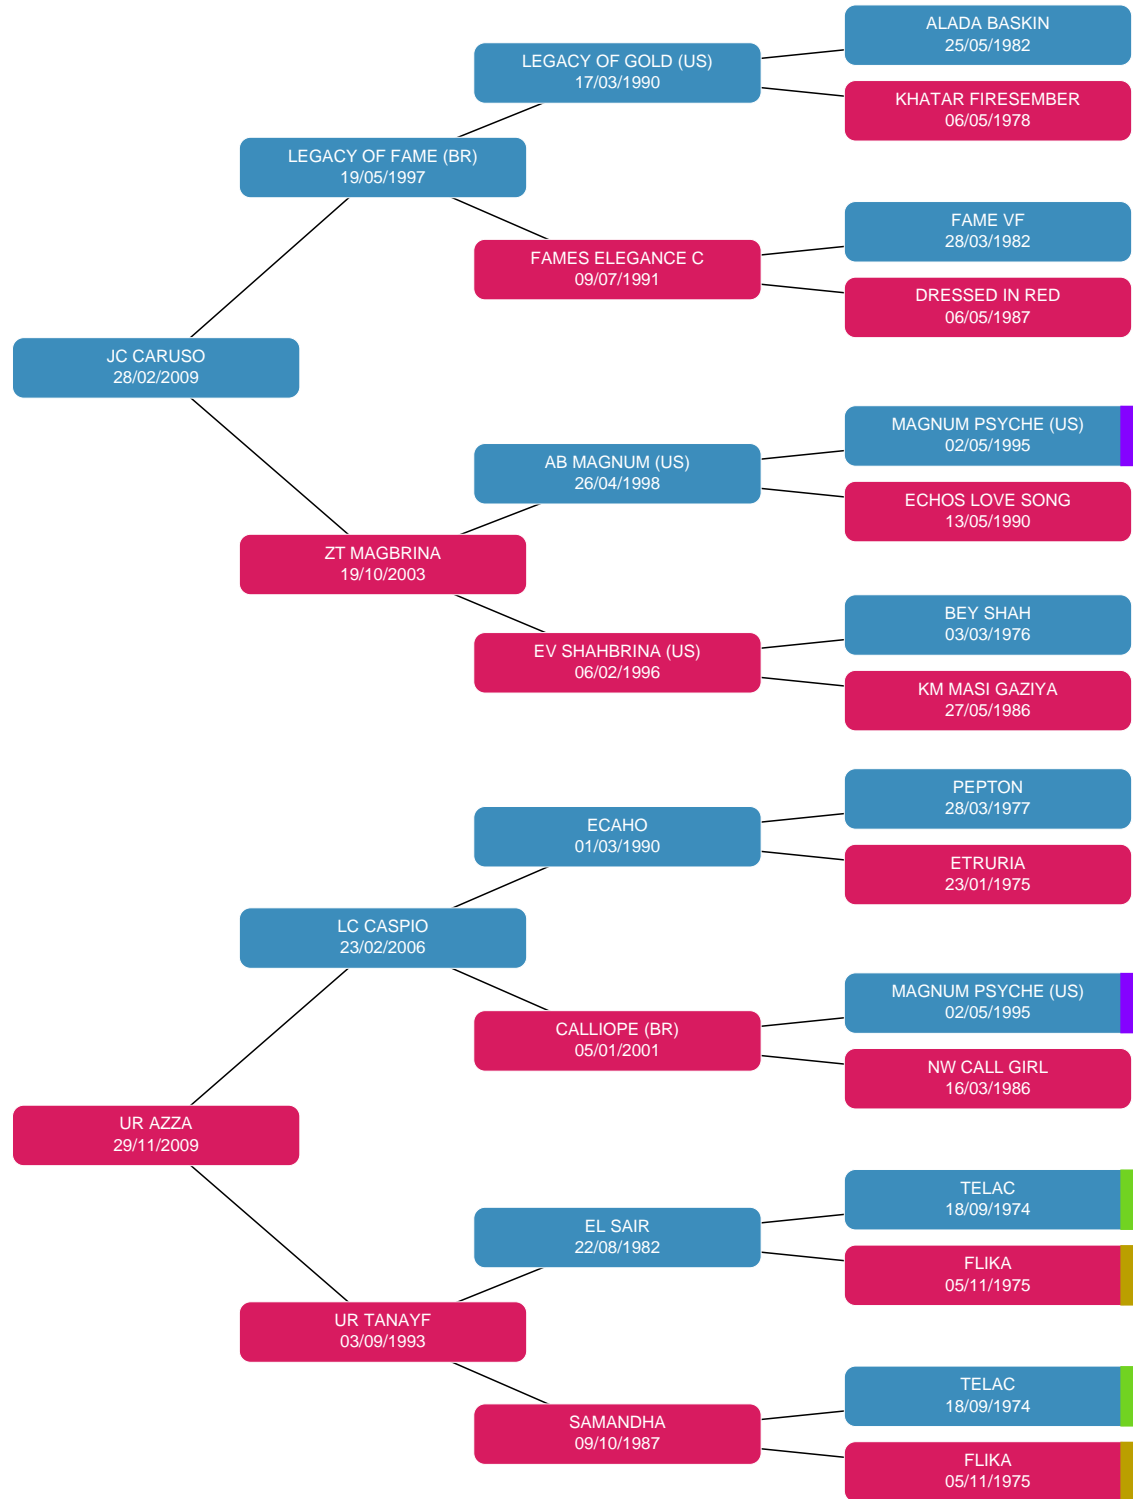 ALADA BASKIN
25/05/1982
LEGACY OF GOLD (US)
17/03/1990
KHATAR FIRESEMBER
06/05/1978
LEGACY OF FAME (BR)
19/05/1997
FAME VF
28/03/1982
FAMES ELEGANCE C
09/07/1991
DRESSED IN RED
06/05/1987
JC CARUSO
28/02/2009
MAGNUM PSYCHE (US)
02/05/1995
AB MAGNUM (US)
26/04/1998
ECHOS LOVE SONG
13/05/1990
ZT MAGBRINA
19/10/2003
BEY SHAH
03/03/1976
EV SHAHBRINA (US)
06/02/1996
KM MASI GAZIYA
27/05/1986
PEPTON
28/03/1977
ECAHO
01/03/1990
ETRURIA
23/01/1975
LC CASPIO
23/02/2006
MAGNUM PSYCHE (US)
02/05/1995
CALLIOPE (BR)
05/01/2001
NW CALL GIRL
16/03/1986
UR AZZA
29/11/2009
TELAC
18/09/1974
EL SAIR
22/08/1982
FLIKA
05/11/1975
UR TANAYF
03/09/1993
TELAC
18/09/1974
SAMANDHA
09/10/1987
FLIKA
05/11/1975